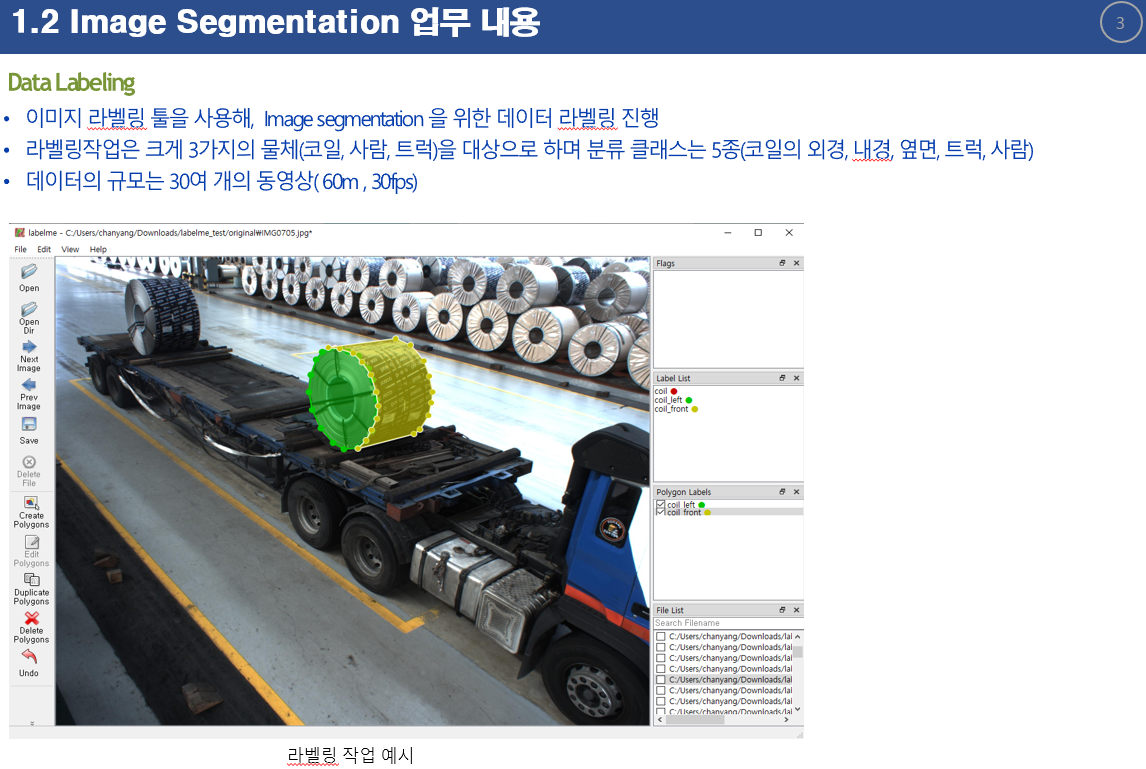 1.2 Image Segmentation 업무 내용
3
Data Labeling
• 이미지 라벨링 툴을 사용해, Image segmentation 을 위한 데이터 라벨링 진행
• 라벨링작업은 크게 3가지의 물체(코일, 사람, 트럭)을 대상으로 하며 분류 클래스는 5종(코일의 외경, 내경, 옆면, 트럭, 사람)
• 데이터의 규모는 30여 개의 동영상( 60m , 30fps)
labelme - C:/Users/chanyang/Downloads/labelme_test/original₩IMG0705.jpg*
File Edit View Help
Open
Open
Dir
Next
Image
Prev
Image
Save
Delete
File
Create
Polygons
Edit
Polygons
Duplicate
Polygons
Delete
Polygons
Undo
Flags
Label List
coil
coil_left
coil_front
Polygon Labels
coil_left
coil_front
File List
Search Filename
C:/Users/chanyang/Downloads/lal
C:/Users/chanyang/Downloads/lal
C:/Users/chanyang/Downloads/lal
C:/Users/chanyang/Downloads/lal
C:/Users/chanyang/Downloads/lal
C:/Users/chanyang/Downloads/lal
C:/Users/chanyang/Downloads/lal
C:/Users/chanyang/Downloads/lal
라벨링 작업 예시